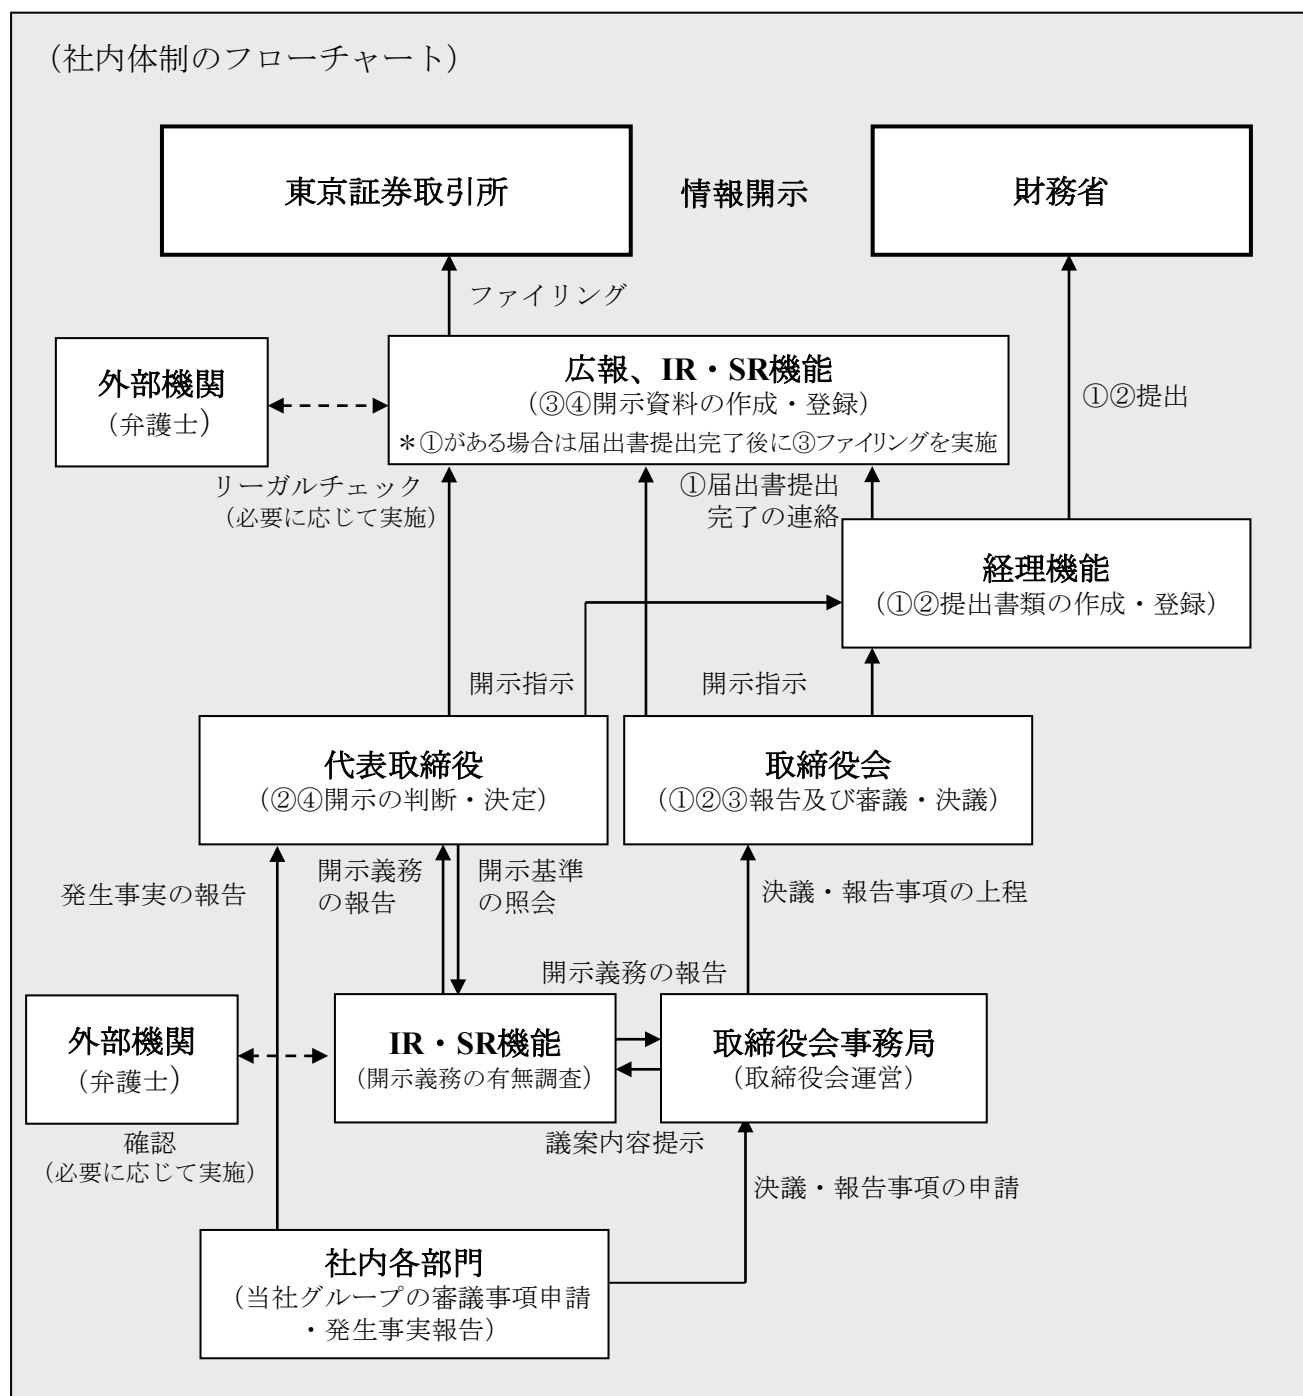 （社内体制のフローチャート）
東京証券取引所
情報開示
財務省
ファイリング
外部機関
（弁護士）
広報、IR・SR機能
（③④開示資料の作成・登録）
＊①がある場合は届出書提出完了後に③ファイリングを実施
①②提出
リーガルチェック
（必要に応じて実施）
①届出書提出
完了の連絡
経理機能
（①②提出書類の作成・登録）
開示指示
開示指示
代表取締役
（②④開示の判断・決定）
取締役会
（①②③報告及び審議・決議）
発生事実の報告
開示義務
の報告
開示基準
の照会
決議・報告事項の上程
開示義務の報告
外部機関
（弁護士）
IR・SR機能
（開示義務の有無調査）
取締役会事務局
（取締役会運営）
確認
（必要に応じて実施）
議案内容提示
決議・報告事項の申請
社内各部門
（当社グループの審議事項申請
・発生事実報告）